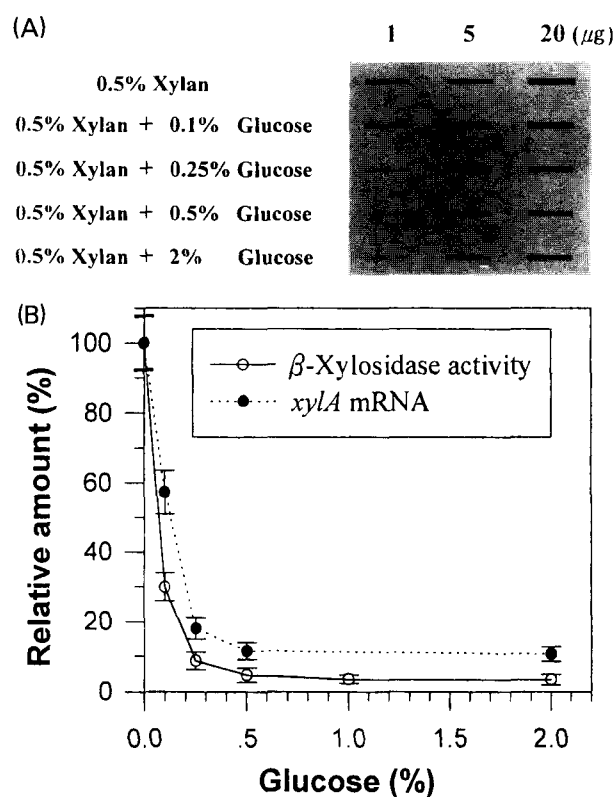 (A)
1 5 20 (μg)
0.5% Xylan
0.5% Xylan + 0.1% Glucose
0.5% Xylan + 0.25% Glucose
0.5% Xylan + 0.5% Glucose
0.5% Xylan + 2% Glucose
(B)
β-Xylosidase activity
xylA mRNA
Relative amount (%)
100
80
60
40
20
0
0.0 .5 1.0 1.5 2.0
Glucose (%)